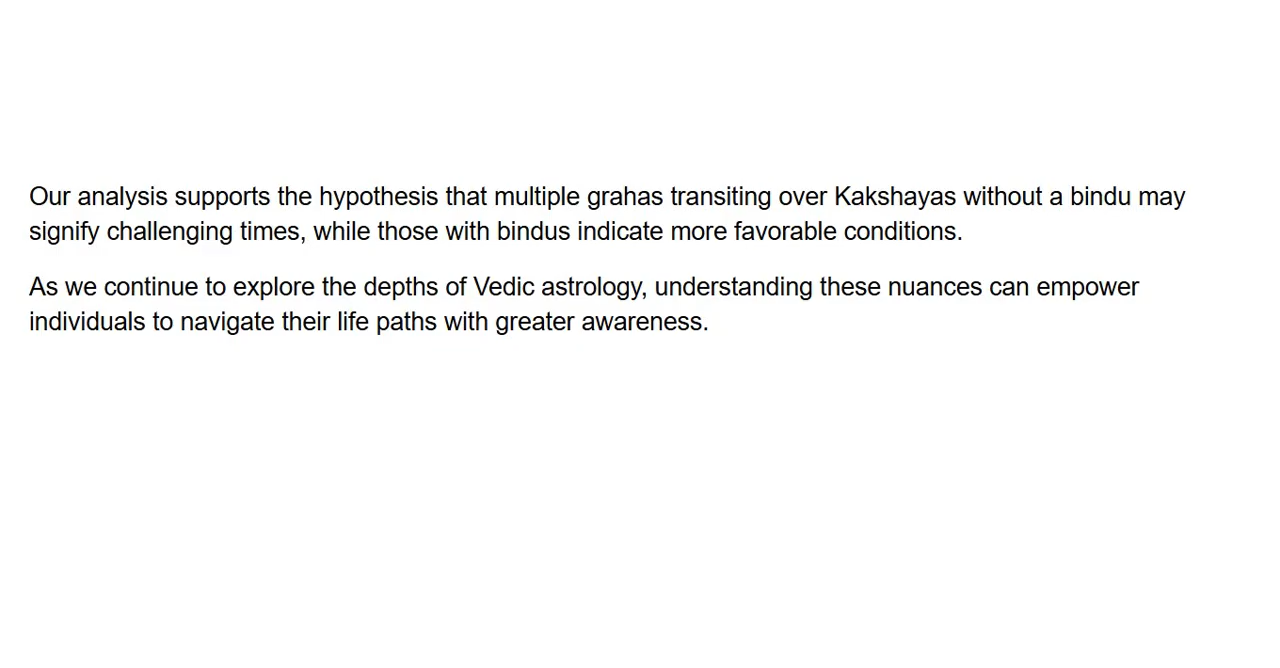 Our analysis supports the hypothesis that multiple grahas transiting over Kakshayas without a bindu may
signify challenging times, while those with bindus indicate more favorable conditions.
As we continue to explore the depths of Vedic astrology, understanding these nuances can empower
individuals to navigate their life paths with greater awareness.